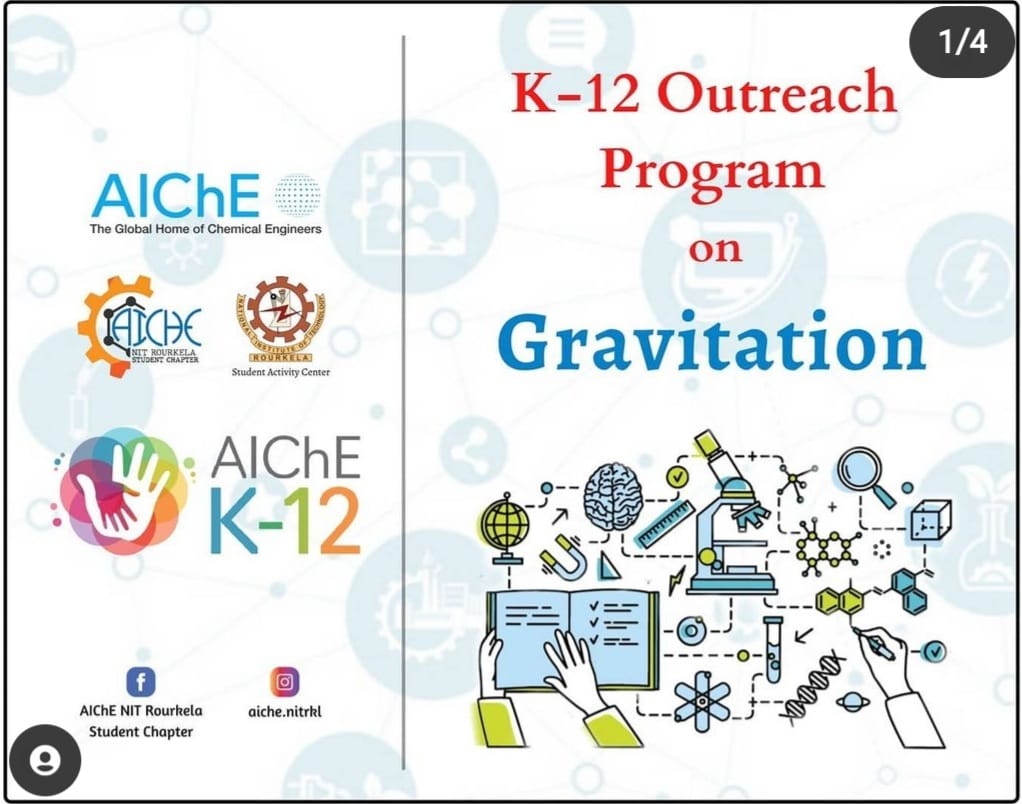 1/4
AIChE
The Global Home of Chemical Engineers
AICHE
NIT ROURKELA
STUDENT CHAPTER
NATIONAL INSTITUTE OF TECHNOLOGY
ROURKELA
Student Activity Center
AIChE
K-12
AIChE NIT Rourkela
Student Chapter
aiche.nitrkl
K-12 Outreach
Program
on
Gravitation